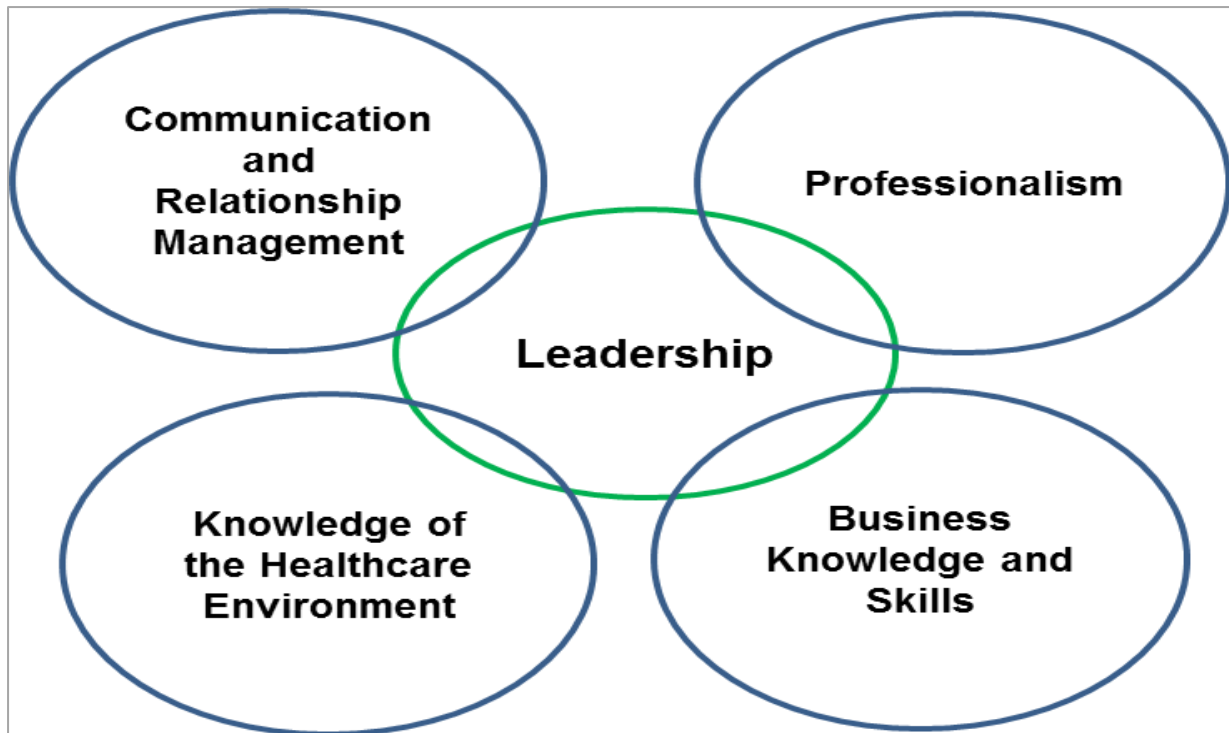 Communication
and
Relationship
Management
Professionalism
Leadership
Knowledge of
the Healthcare
Environment
Business
Knowledge and
Skills